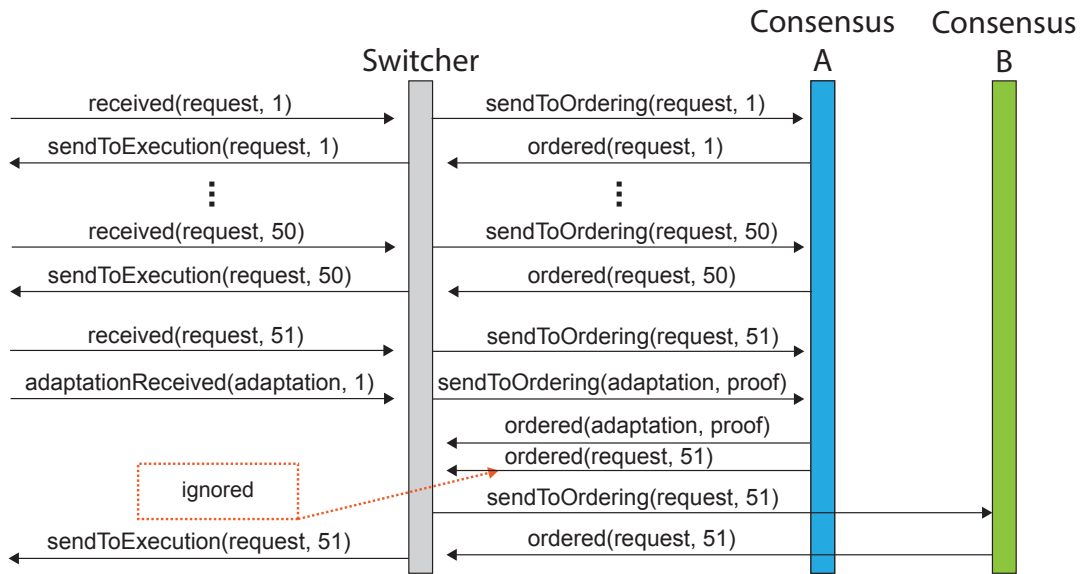 Consensus
A
Consensus
B
Switcher
received(request, 1)
sendToOrdering(request, 1)
sendToExecution(request, 1)
ordered(request, 1)
received(request, 50)
sendToOrdering(request, 50)
sendToExecution(request, 50)
ordered(request, 50)
received(request, 51)
sendToOrdering(request, 51)
adaptationReceived(adaptation, 1)
sendToOrdering(adaptation, proof)
ordered(adaptation, proof)
ordered(request, 51)
ignored
sendToOrdering(request, 51)
sendToExecution(request, 51)
ordered(request, 51)